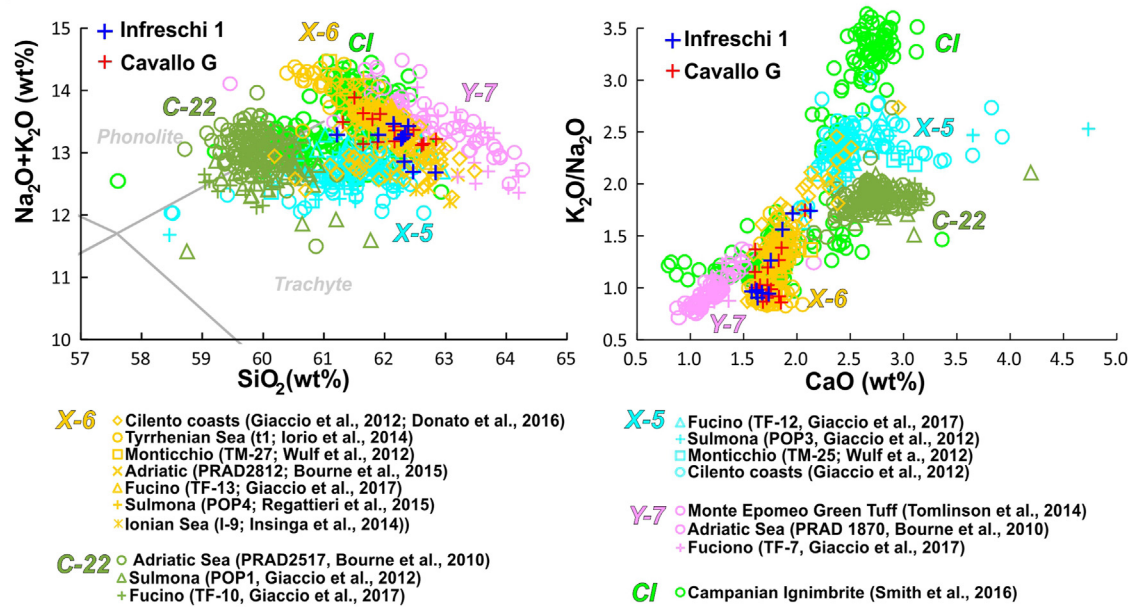 Na2O+K2O (wt%)
15
14
13
12
11
10
57
58
59
60
61
62
63
64
65
SiO2(wt%)
Infreschi 1
Cavallo G
X-6
CI
Y-7
C-22
X-5
Phonolite
Trachyte
K2O/Na2O
3.5
3.0
2.5
2.0
1.5
1.0
0.5
0.5
1.0
1.5
2.0
2.5
3.0
3.5
4.0
4.5
5.0
CaO (wt%)
Infreschi 1
Cavallo G
CI
X-5
C-22
X-6
Y-7
X-6
Cilento coasts (Giaccio et al., 2012; Donato et al., 2016)
Tyrrhenian Sea (t1; Iorio et al., 2014)
Monticchio (TM-27; Wulf et al., 2012)
Adriatic (PRAD2812; Bourne et al., 2015)
Fucino (TF-13; Giaccio et al., 2017)
Sulmona (POP4; Regattieri et al., 2015)
Ionian Sea (I-9; Insinga et al., 2014))
C-22
Adriatic Sea (PRAD2517, Bourne et al., 2010)
Sulmona (POP1, Giaccio et al., 2012)
Fucino (TF-10, Giaccio et al., 2017)
X-5
Fucino (TF-12, Giaccio et al., 2017)
Sulmona (POP3, Giaccio et al., 2012)
Monticchio (TM-25; Wulf et a., 2012)
Cilento coasts (Giaccio et al., 2012)
Y-7
Monte Epomeo Green Tuff (Tomlinson et al., 2014)
Adriatic Sea (PRAD 1870, Bourne et al., 2010)
Fuciono (TF-7, Giaccio et al., 2017)
CI
Campanian Ignimbrite (Smith et al., 2016)